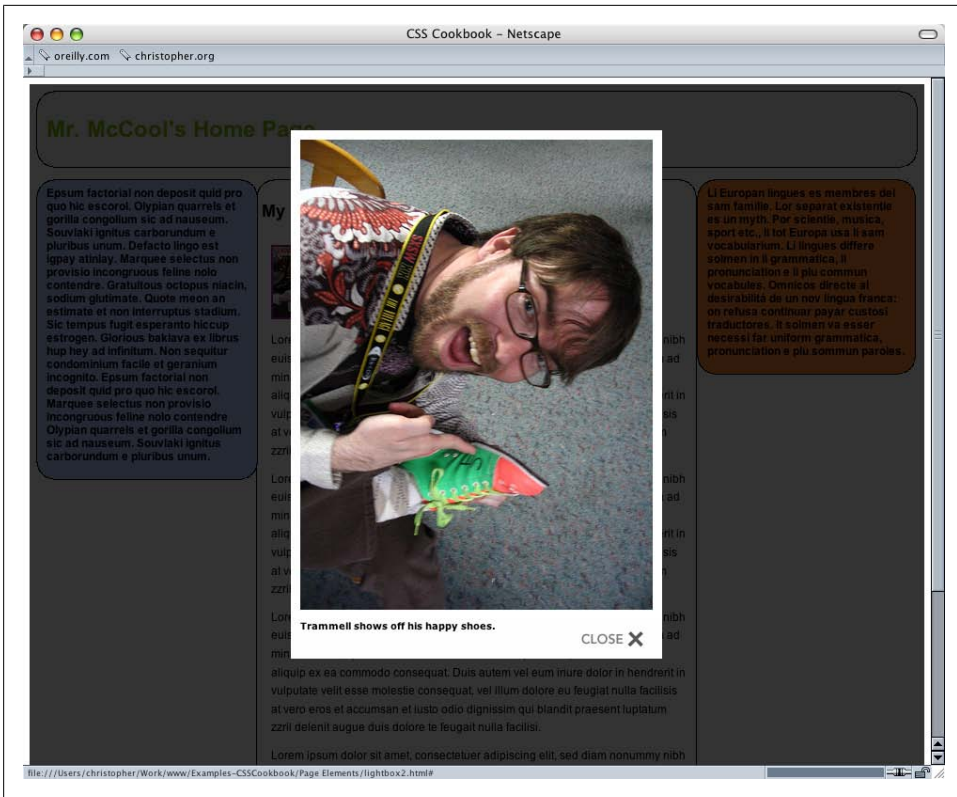 CSS Cookbook – Netscape
oreilly.com christopher.org
Mr. McCool's Home Page
Epsum factorial non deposit quid pro
quo hic escorol. Olypian quarrels et
gorilla congolium sic ad nauseum.
Souvlaki ignitus carborundum e
pluribus unum. Defacto lingo est
igpay atinlay. Marquee selectus non
provisio incongruous feline nolo
contendre. Gratuitous octopus niacin,
sodium glutimate. Quote meon an
estimate et non interruptus stadium.
Sic tempus fugit esperanto hiccup
estrogen. Glorious baklava ex librus
hup hey ad infinitum. Non sequitur
condominium facile et geranium
incognito. Epsum factorial non
deposit quid pro quo hic escorol.
Marquee selectus non provisio
incongruous feline nolo contendre
Olypian quarrels et gorilla congolium
sic ad nauseum. Souvlaki ignitus
carborundum e pluribus unum.
My
Trammell shows off his happy shoes.
CLOSE
aliquip ex ea commodo consequat. Duis autem vel eum iriure dolor in hendrerit in
vulputate velit esse molestie consequat, vel illum dolore eu feugiat nulla facilisis
at vero eros et accumsan et iusto odio dignissim qui blandit praesent luptatum
zzril delenit augue duis dolore te feugait nulla facilisi.
Lorem ipsum dolor sit amet, consectetuer adipiscing elit, sed diam nonummy nibh
Li Europan lingues es membres del
sam familie. Lor separat existentie
es un myth. Por scientie, musica,
sport etc., li tot Europa usa li sam
vocabularium. Li lingues differe
solmen in li grammatica, li
pronunciation e li plu commun
vocabules. Omnicos directe al
desirabilitá de un nov lingua franca:
on refusa continuar payar custosi
traductores. It solmen va esser
necessi far uniform grammatica,
pronunciation e plu sommun paroles.
file:///Users/christopher/Work/www/Examples-CSSCookbook/Page Elements/lightbox2.html#